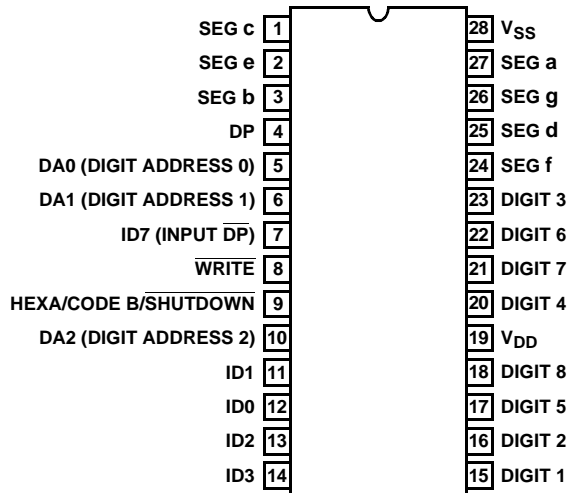 SEG c 1 28 VSS
SEG e 2 27 SEG a
SEG b 3 26 SEG g
DP 4 25 SEG d
DA0 (DIGIT ADDRESS 0) 5 24 SEG f
DA1 (DIGIT ADDRESS 1) 6 23 DIGIT 3
ID7 (INPUT D̅P̅) 7 22 DIGIT 6
W̅R̅I̅T̅E̅ 8 21 DIGIT 7
HEXA/CODE B/S̅H̅U̅T̅D̅O̅W̅N̅ 9 20 DIGIT 4
DA2 (DIGIT ADDRESS 2) 10 19 VDD
ID1 11 18 DIGIT 8
ID0 12 17 DIGIT 5
ID2 13 16 DIGIT 2
ID3 14 15 DIGIT 1